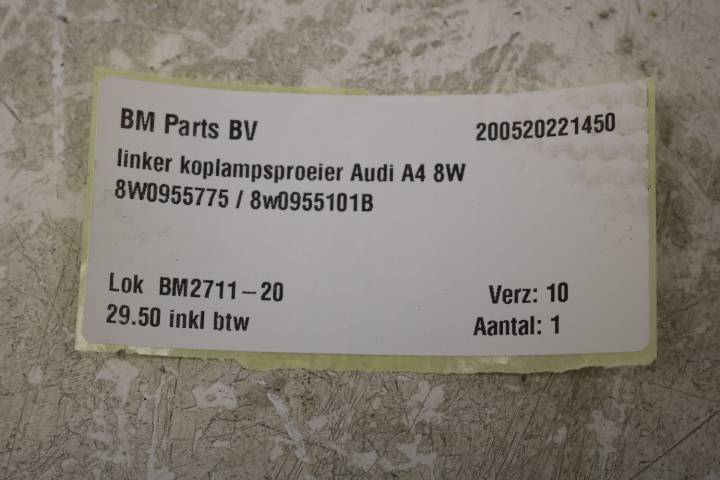 BM Parts BV 200520221450
linker koplampsproeier Audi A4 8W
8W0955775 / 8w0955101B
Lok BM2711-20 Verz: 10
29.50 inkl btw Aantal: 1